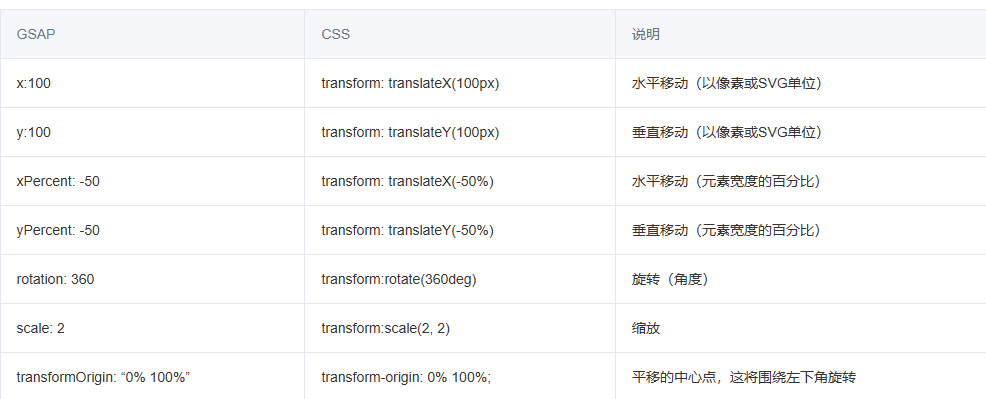 GSAP CSS 说明
x:100 transform: translateX(100px) 水平移动（以像素或SVG单位）
y:100 transform: translateY(100px) 垂直移动（以像素或SVG单位）
xPercent: -50 transform: translateX(-50%) 水平移动（元素宽度的百分比）
yPercent: -50 transform: translateY(-50%) 垂直移动（元素宽度的百分比）
rotation: 360 transform:rotate(360deg) 旋转（角度）
scale: 2 transform:scale(2, 2) 缩放
transformOrigin: “0% 100%” transform-origin: 0% 100%; 平移的中心点，这将围绕左下角旋转